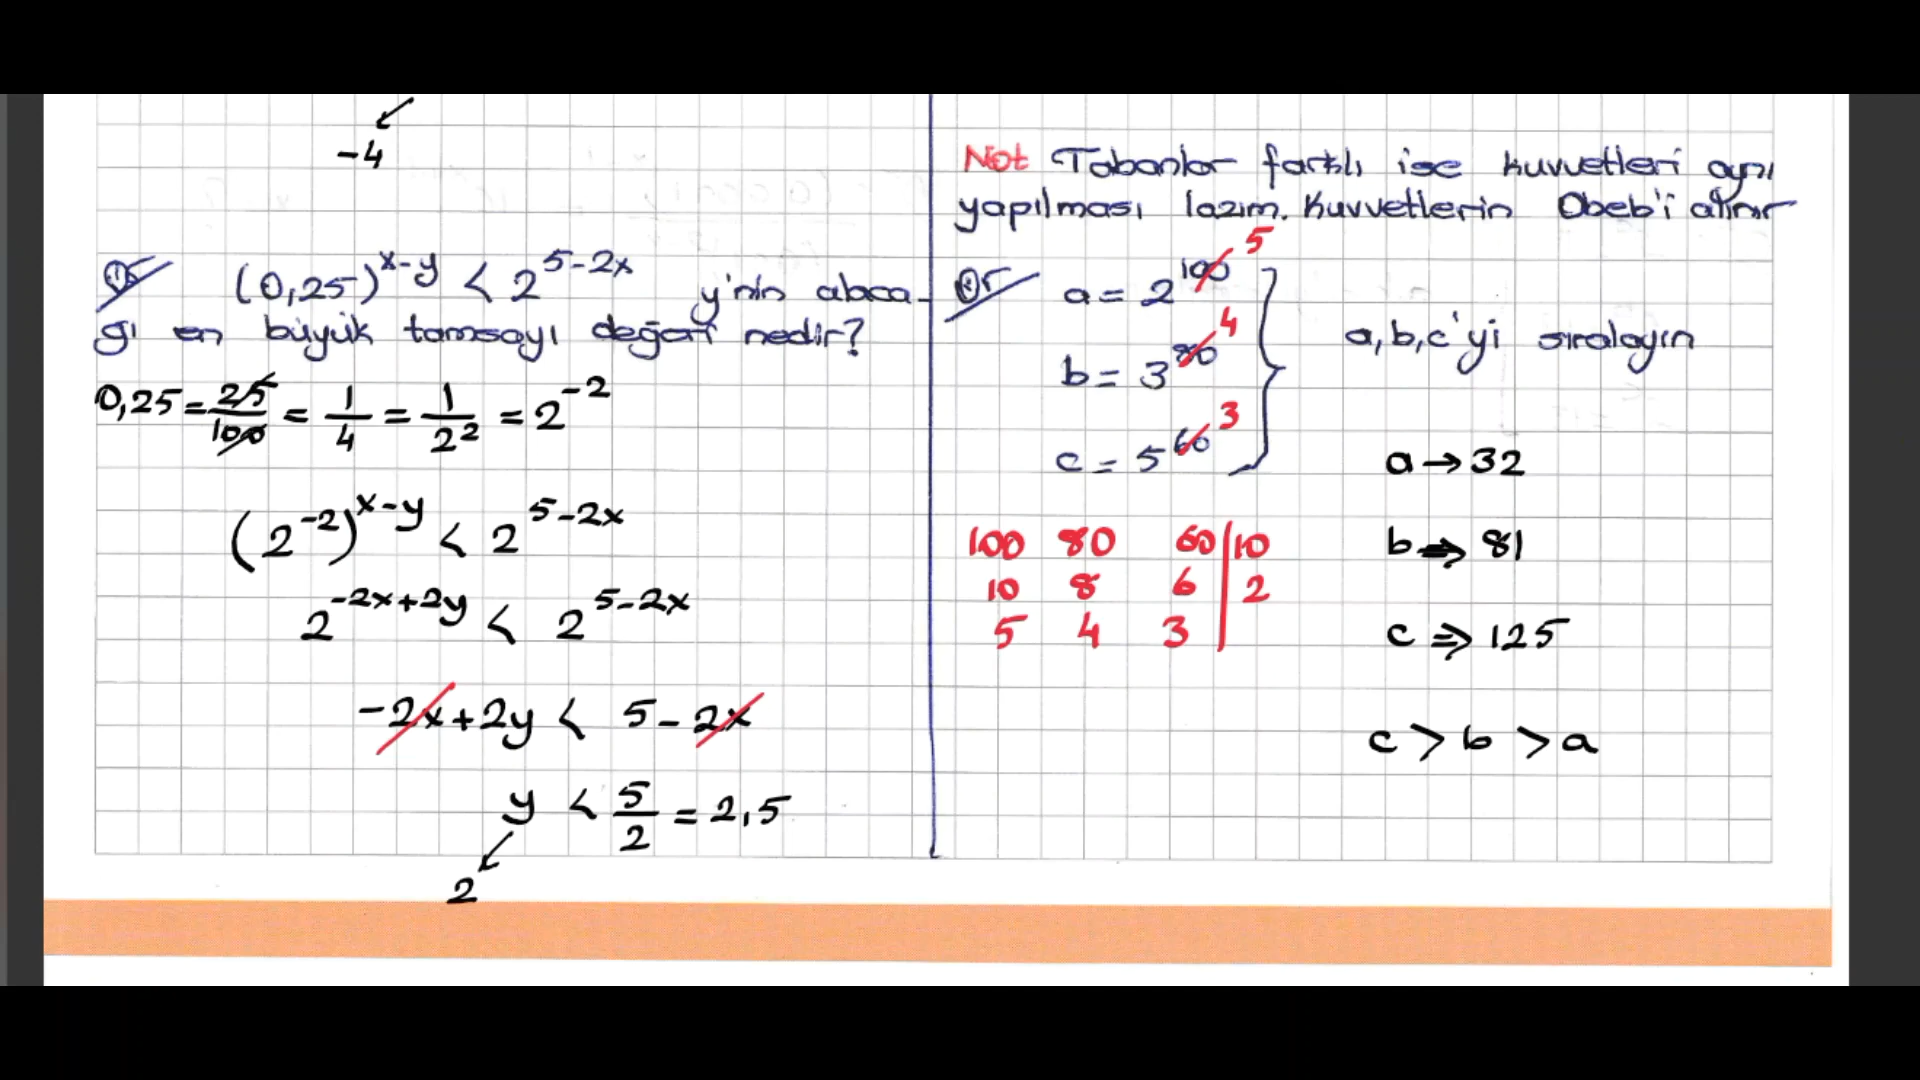 -4
Ör (0,25)^(x-y) < 2^(5-2x) y'nin alaca-
ğı en büyük tamsayı değeri nedir?
0,25 = 25/100 = 1/4 = 1/2² = 2^(-2)
(2^(-2))^(x-y) < 2^(5-2x)
2^(-2x+2y) < 2^(5-2x)
-2x+2y < 5-2x
y < 5/2 = 2,5
2
Not Tabanlar farklı ise kuvvetleri aynı
yapılması lazım. Kuvvetlerin Obeb'i alınır
Ör a = 2^100 5
b = 3^80 4
a,b,c'yi sıralayın
c = 5^60 3
100 80 60 | 10
10 8 6 | 2
5 4 3
a → 32
b → 81
c ⇒ 125
c > b > a